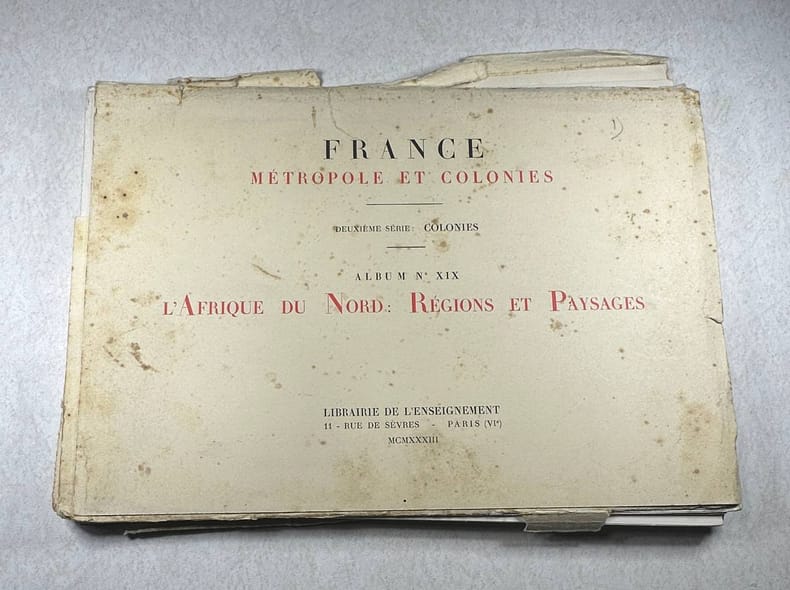 FRANCE
MÉTROPOLE ET COLONIES
DEUXIÈME SÉRIE: COLONIES
ALBUM N° XIX
L'AFRIQUE DU NORD: RÉGIONS ET PAYSAGES
LIBRAIRIE DE L'ENSEIGNEMENT
11 - RUE DE SÈVRES - PARIS (VIe)
MCMXXXIII